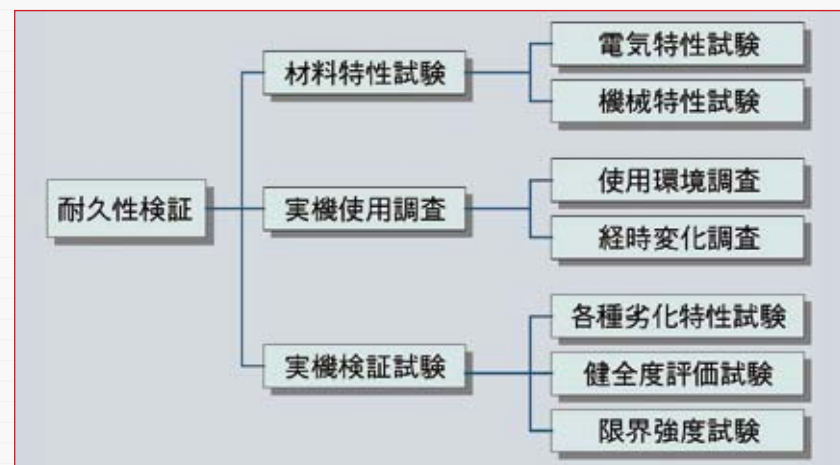 耐久性検証
材料特性試験
電気特性試験
機械特性試験
実機使用調査
使用環境調査
経時変化調査
実機検証試験
各種劣化特性試験
健全度評価試験
限界強度試験